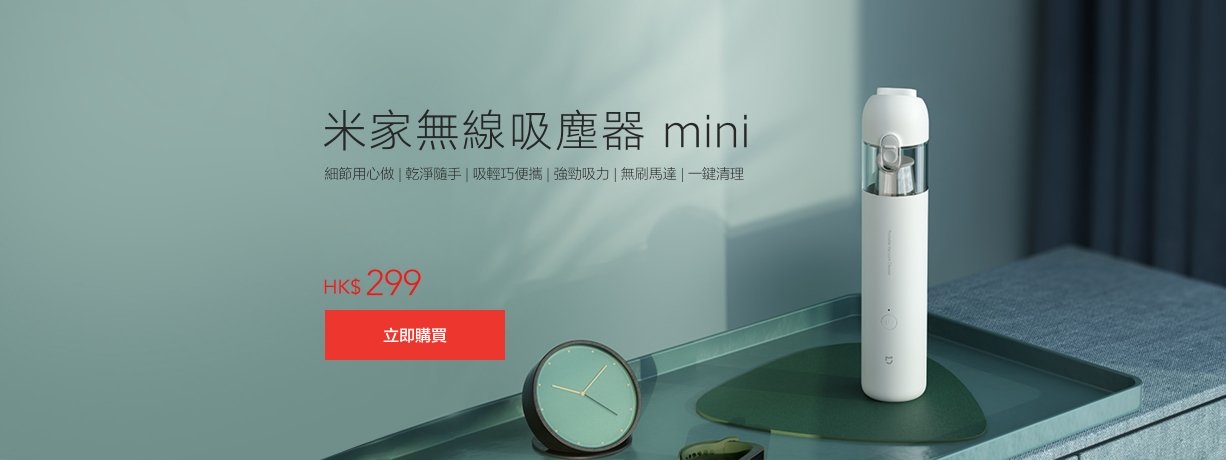 米家無線吸塵器 mini
細節用心做 | 乾淨隨手 | 吸輕巧便攜 | 強勁吸力 | 無刷馬達 | 一鍵清理
HK$ 299
立即購買